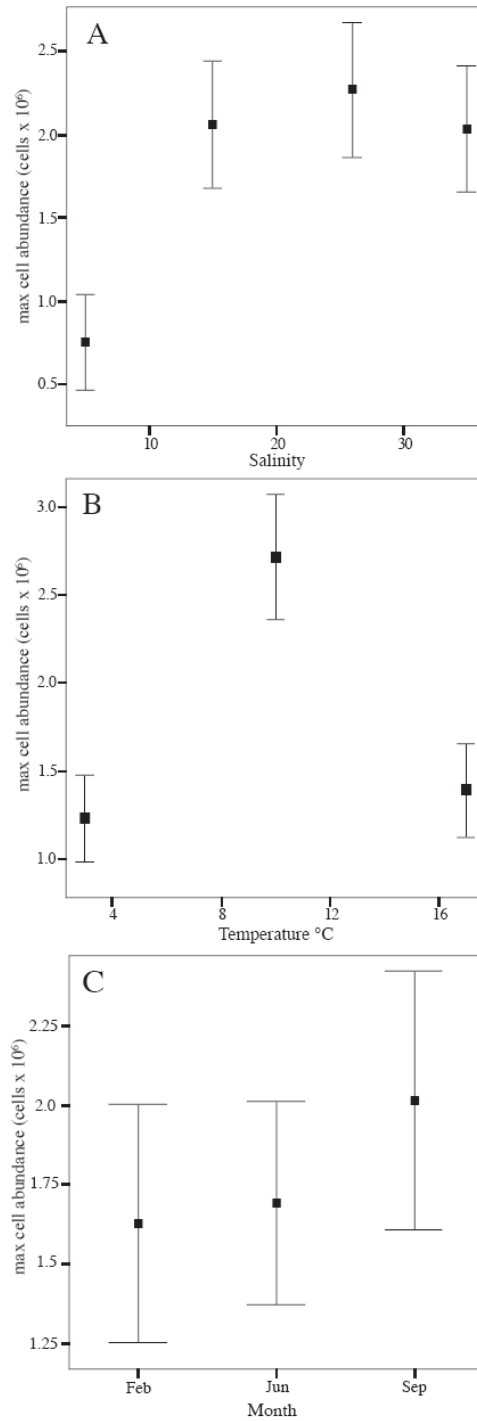 A
max cell abundance (cells x 10⁶)
2.5
2.0
1.5
1.0
0.5
10 20 30
Salinity
B
max cell abundance (cells x 10⁶)
3.0
2.5
2.0
1.5
1.0
4 8 12 16
Temperature °C
C
max cell abundance (cells x 10⁶)
2.25
2.0
1.75
1.5
1.25
Feb Jun Sep
Month